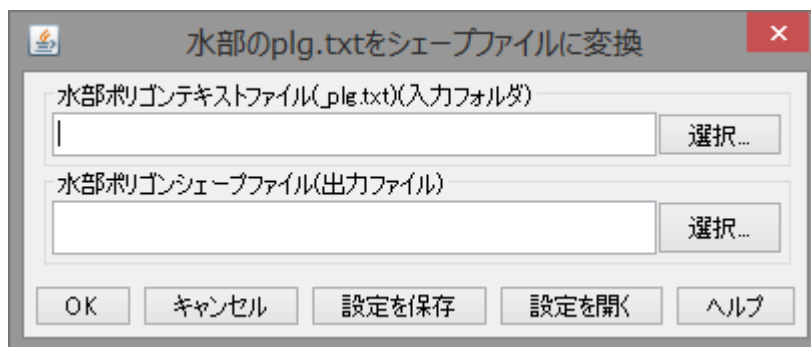 水部のplg.txtをシェープファイルに変換
水部ポリゴンテキストファイル(_plg.txt)(入力フォルダ)
選択...
水部ポリゴンシェープファイル(出力ファイル)
選択...
OK キャンセル 設定を保存 設定を開く ヘルプ